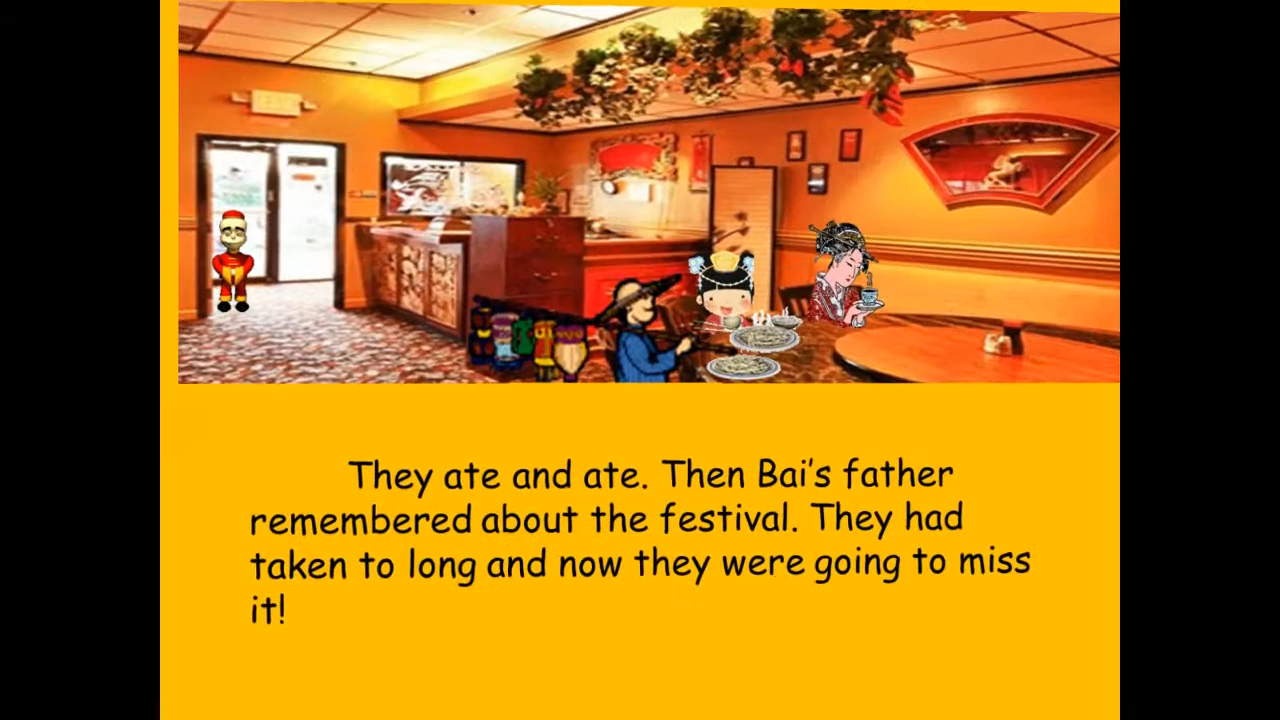 They ate and ate. Then Bai's father
remembered about the festival. They had
taken to long and now they were going to miss
it!